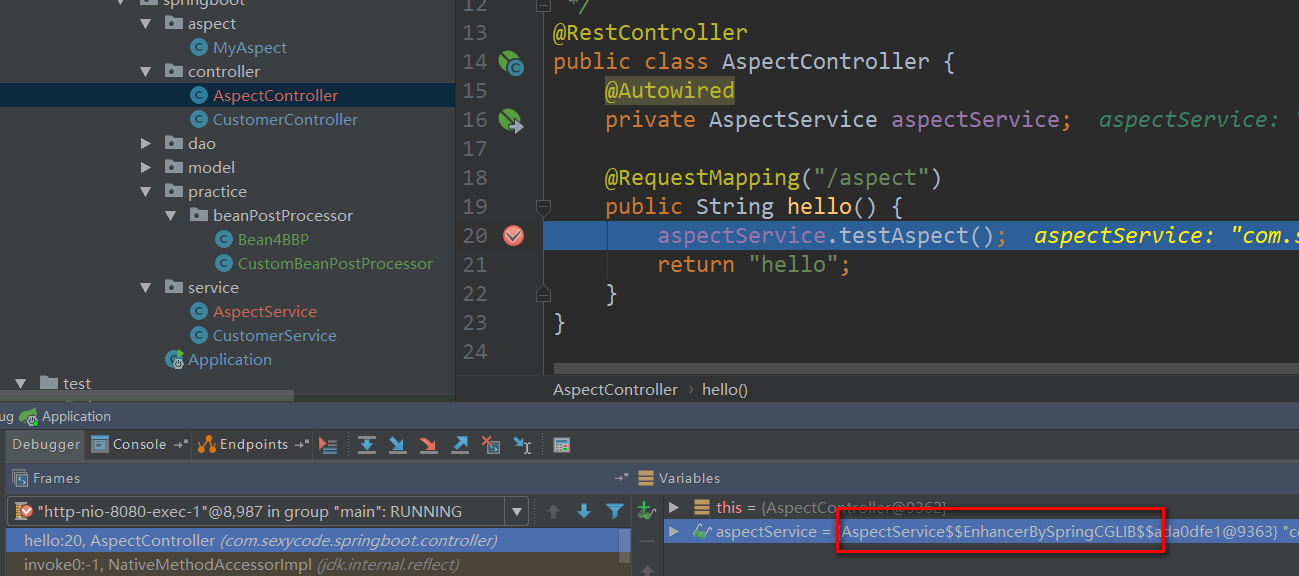 springboot
aspect
MyAspect
controller
AspectController
CustomerController
dao
model
practice
beanPostProcessor
Bean4BBP
CustomBeanPostProcessor
service
AspectService
CustomerService
Application
test
12 */
13 @RestController
14 public class AspectController {
15 @Autowired
16 private AspectService aspectService; aspectService: "
17
18 @RequestMapping("/aspect")
19 public String hello() {
20 aspectService.testAspect(); aspectService: "com.s
21 return "hello";
22 }
23 }
24
AspectController › hello()
ug Application
Debugger Console Endpoints
Frames
Variables
"http-nio-8080-exec-1"@8,987 in group "main": RUNNING
hello:20, AspectController (com.sexycode.springboot.controller)
invoke0:-1, NativeMethodAccessorImpl (jdk.internal.reflect)
this = {AspectController@9362}
aspectService = {AspectService$$EnhancerBySpringCGLIB$$ada0dfe1@9363} "co